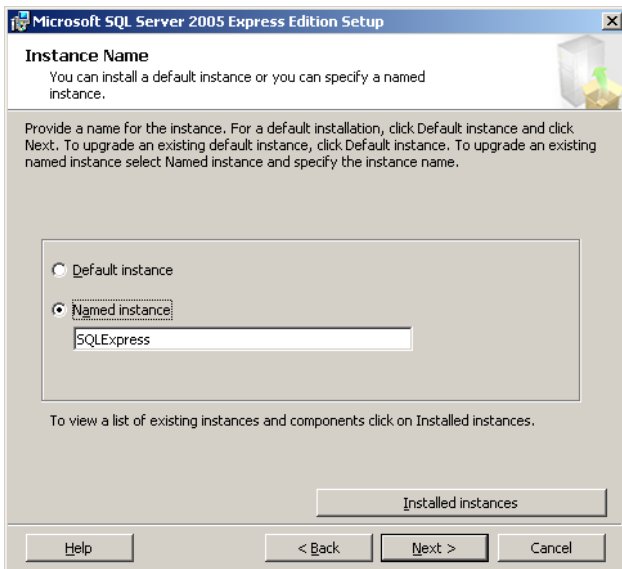 Microsoft SQL Server 2005 Express Edition Setup
Instance Name
You can install a default instance or you can specify a named
instance.
Provide a name for the instance. For a default installation, click Default instance and click
Next. To upgrade an existing default instance, click Default instance. To upgrade an existing
named instance select Named instance and specify the instance name.
Default instance
Named instance
SQLExpress
To view a list of existing instances and components click on Installed instances.
Installed instances
Help
< Back
Next >
Cancel